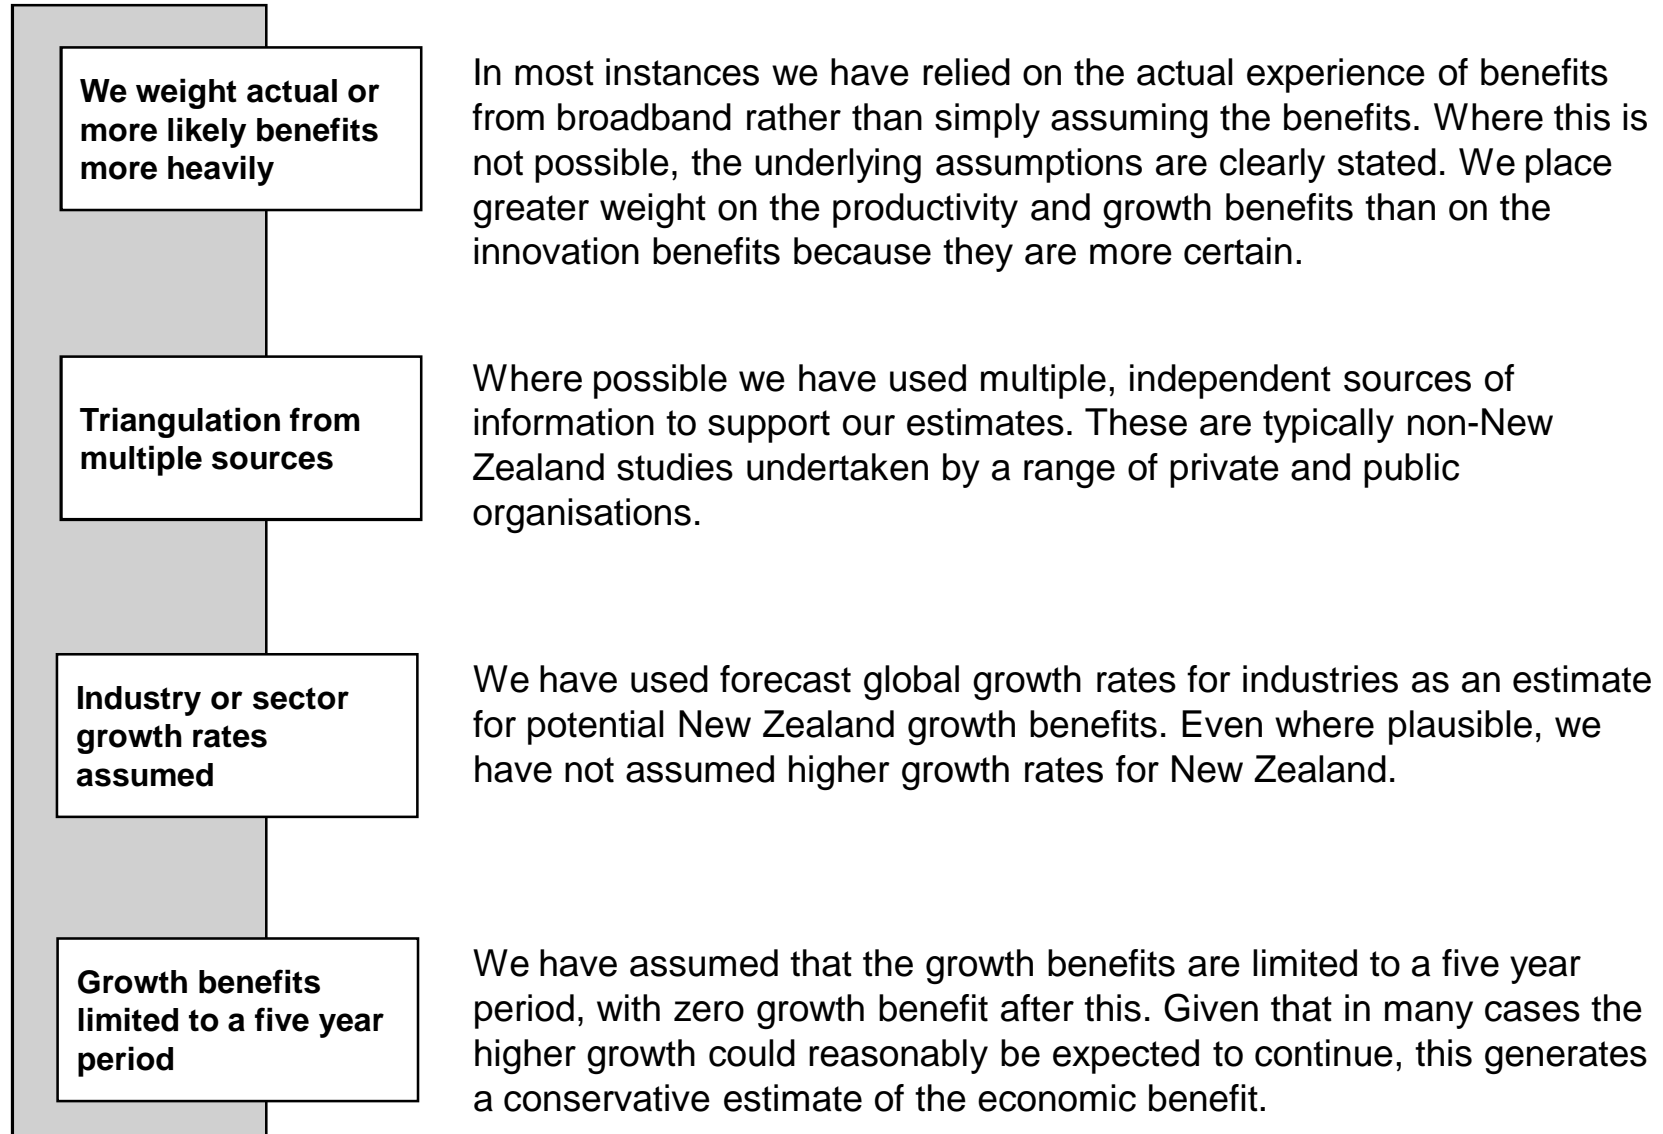 We weight actual or
more likely benefits
more heavily
In most instances we have relied on the actual experience of benefits
from broadband rather than simply assuming the benefits. Where this is
not possible, the underlying assumptions are clearly stated. We place
greater weight on the productivity and growth benefits than on the
innovation benefits because they are more certain.
Triangulation from
multiple sources
Where possible we have used multiple, independent sources of
information to support our estimates. These are typically non-New
Zealand studies undertaken by a range of private and public
organisations.
Industry or sector
growth rates
assumed
We have used forecast global growth rates for industries as an estimate
for potential New Zealand growth benefits. Even where plausible, we
have not assumed higher growth rates for New Zealand.
Growth benefits
limited to a five year
period
We have assumed that the growth benefits are limited to a five year
period, with zero growth benefit after this. Given that in many cases the
higher growth could reasonably be expected to continue, this generates
a conservative estimate of the economic benefit.